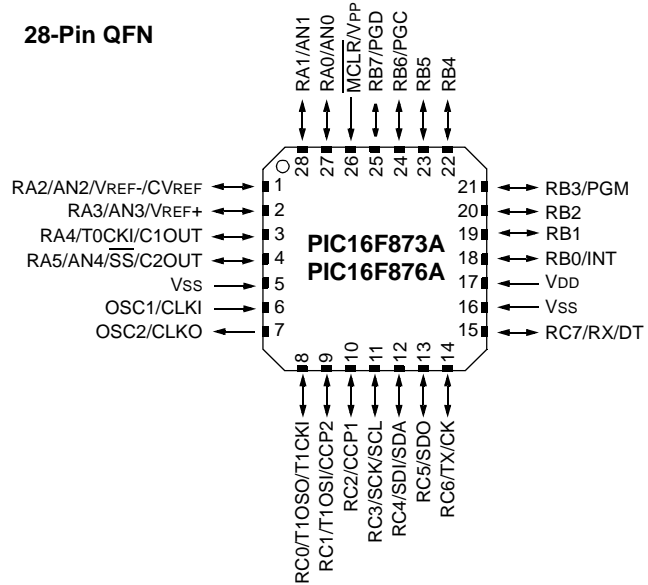 28-Pin QFN
RA1/AN1
RA0/AN0
MCLR/VPP
RB7/PGD
RB6/PGC
RB5
RB4
28
27
26
25
24
23
22
RA2/AN2/VREF-/CVREF
RA3/AN3/VREF+
RA4/T0CKI/C1OUT
RA5/AN4/SS/C2OUT
VSS
OSC1/CLKI
OSC2/CLKO
1
2
3
4
5
6
7
PIC16F873A
PIC16F876A
21
20
19
18
17
16
15
RB3/PGM
RB2
RB1
RB0/INT
VDD
VSS
RC7/RX/DT
8
9
10
11
12
13
14
RC0/T1OSO/T1CKI
RC1/T1OSI/CCP2
RC2/CCP1
RC3/SCK/SCL
RC4/SDI/SDA
RC5/SDO
RC6/TX/CK